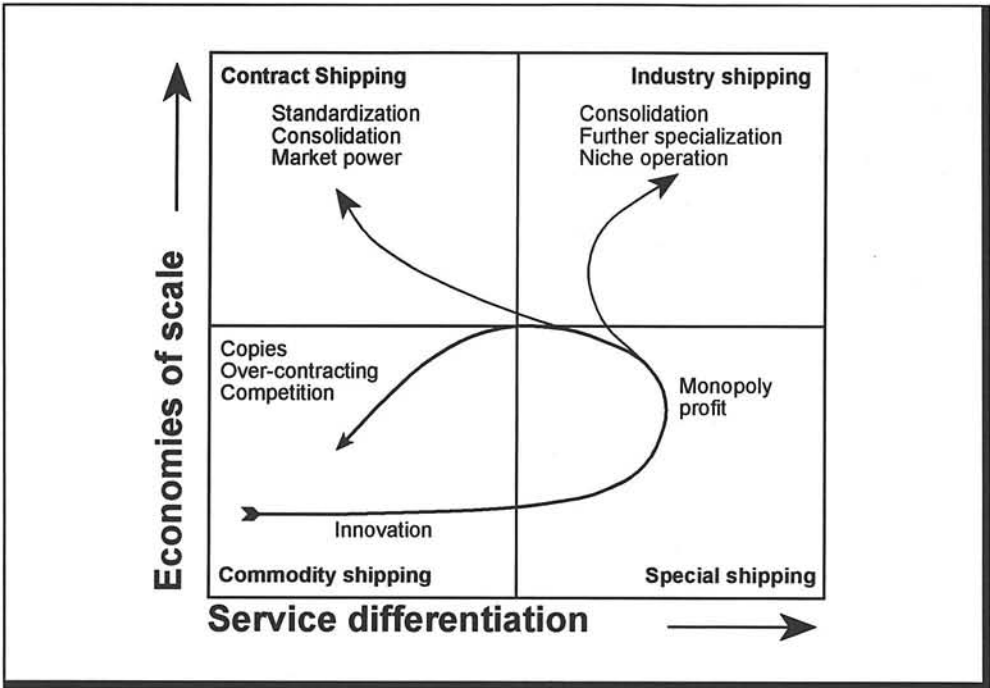 Contract Shipping
Standardization
Consolidation
Market power
Industry shipping
Consolidation
Further specialization
Niche operation
Economies of scale
Copies
Over-contracting
Competition
Monopoly
profit
Innovation
Commodity shipping
Special shipping
Service differentiation